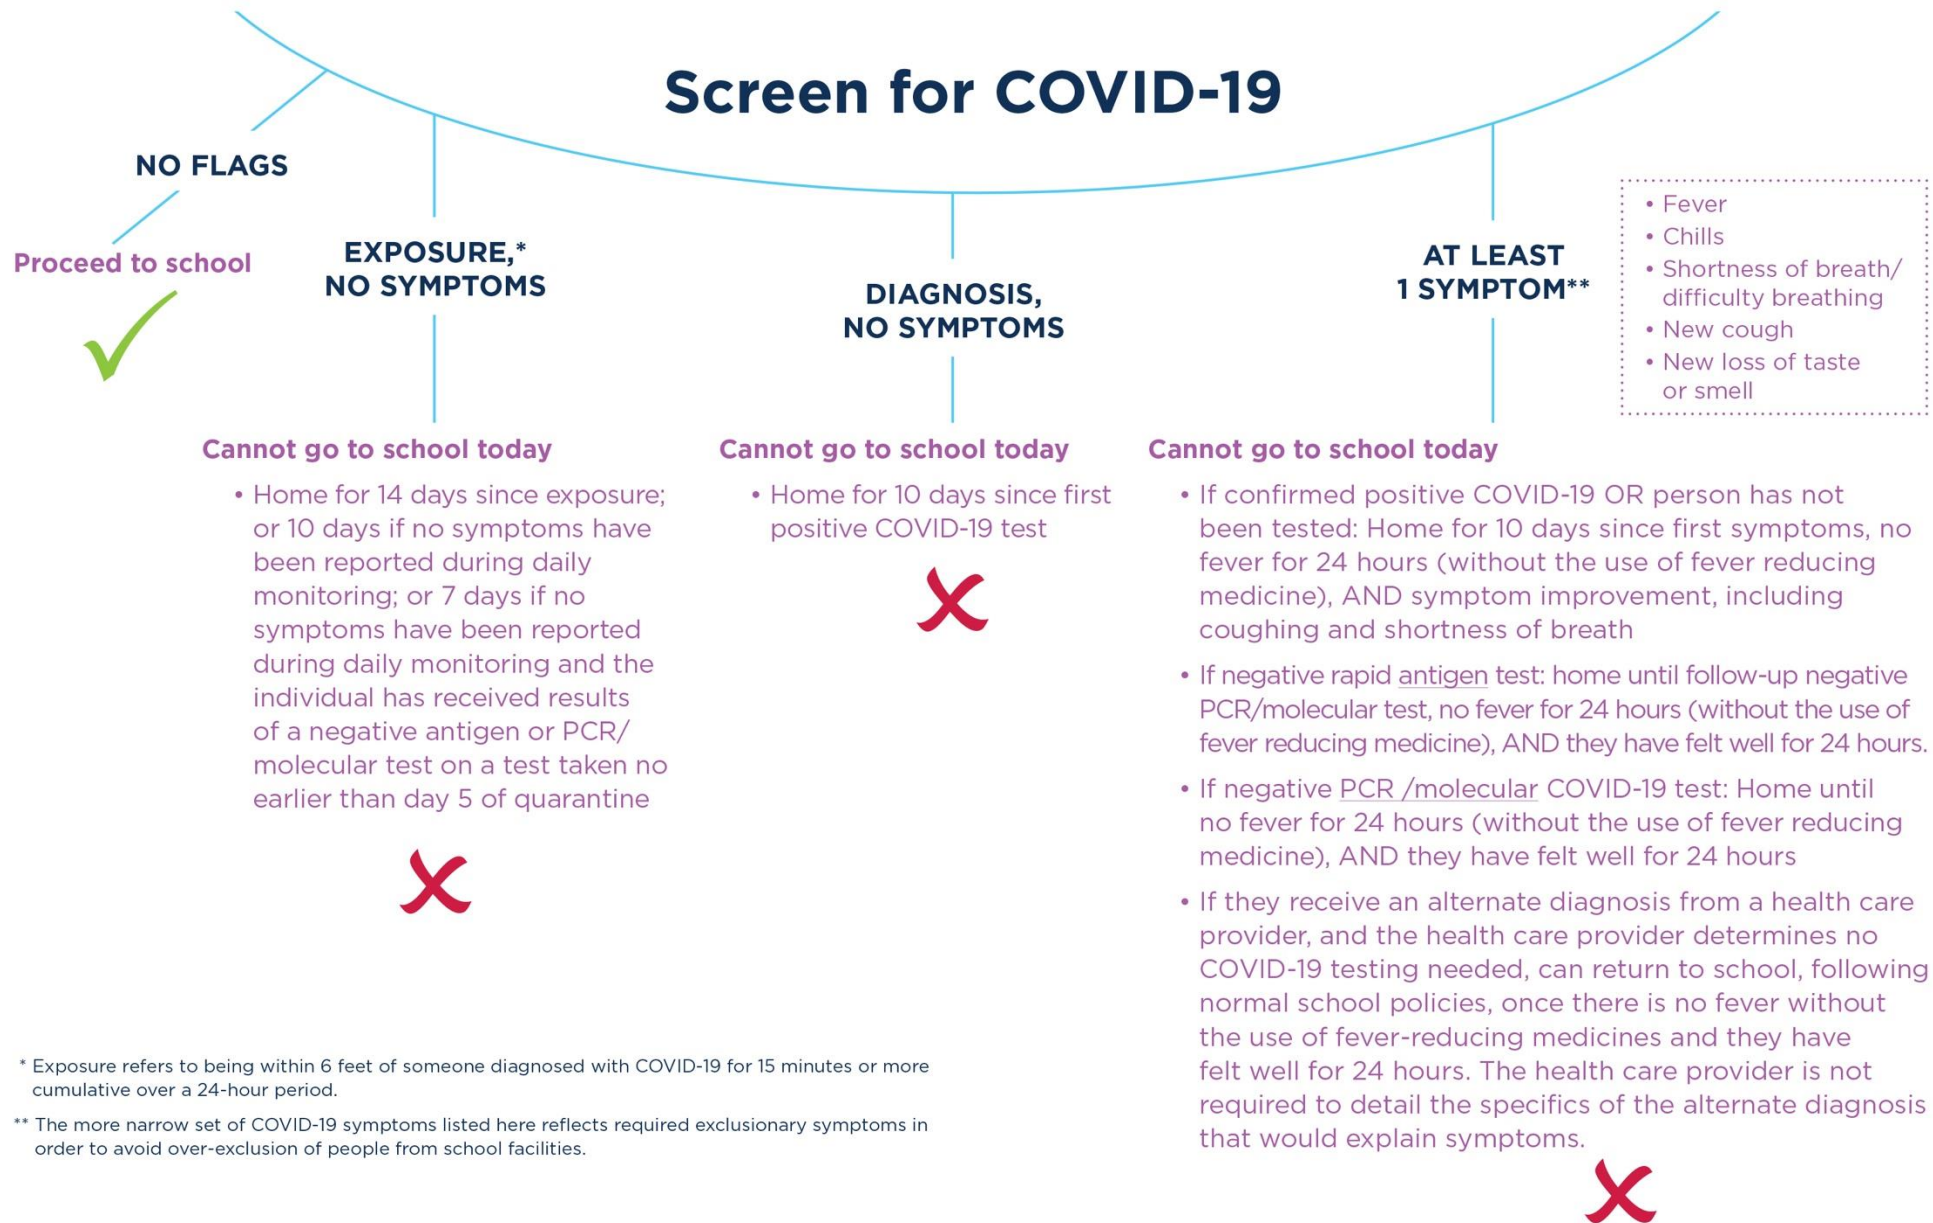 Screen for COVID-19
NO FLAGS
Proceed to school
EXPOSURE,*
NO SYMPTOMS
Cannot go to school today
• Home for 14 days since exposure;
or 10 days if no symptoms have
been reported during daily
monitoring; or 7 days if no
symptoms have been reported
during daily monitoring and the
individual has received results
of a negative antigen or PCR/
molecular test on a test taken no
earlier than day 5 of quarantine
DIAGNOSIS,
NO SYMPTOMS
Cannot go to school today
• Home for 10 days since first
positive COVID-19 test
AT LEAST
1 SYMPTOM**
• Fever
• Chills
• Shortness of breath/
difficulty breathing
• New cough
• New loss of taste
or smell
Cannot go to school today
• If confirmed positive COVID-19 OR person has not
been tested: Home for 10 days since first symptoms, no
fever for 24 hours (without the use of fever reducing
medicine), AND symptom improvement, including
coughing and shortness of breath
• If negative rapid antigen test: home until follow-up negative
PCR/molecular test, no fever for 24 hours (without the use of
fever reducing medicine), AND they have felt well for 24 hours.
• If negative PCR /molecular COVID-19 test: Home until
no fever for 24 hours (without the use of fever reducing
medicine), AND they have felt well for 24 hours
• If they receive an alternate diagnosis from a health care
provider, and the health care provider determines no
COVID-19 testing needed, can return to school, following
normal school policies, once there is no fever without
the use of fever-reducing medicines and they have
felt well for 24 hours. The health care provider is not
required to detail the specifics of the alternate diagnosis
that would explain symptoms.
* Exposure refers to being within 6 feet of someone diagnosed with COVID-19 for 15 minutes or more
cumulative over a 24-hour period.
** The more narrow set of COVID-19 symptoms listed here reflects required exclusionary symptoms in
order to avoid over-exclusion of people from school facilities.